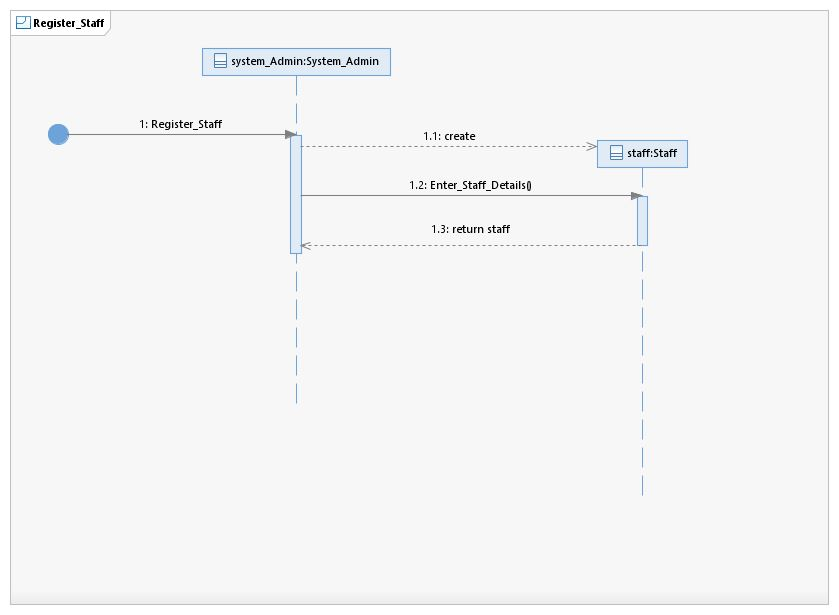 Register_Staff
system_Admin:System_Admin
1: Register_Staff
1.1: create
staff:Staff
1.2: Enter_Staff_Details()
1.3: return staff